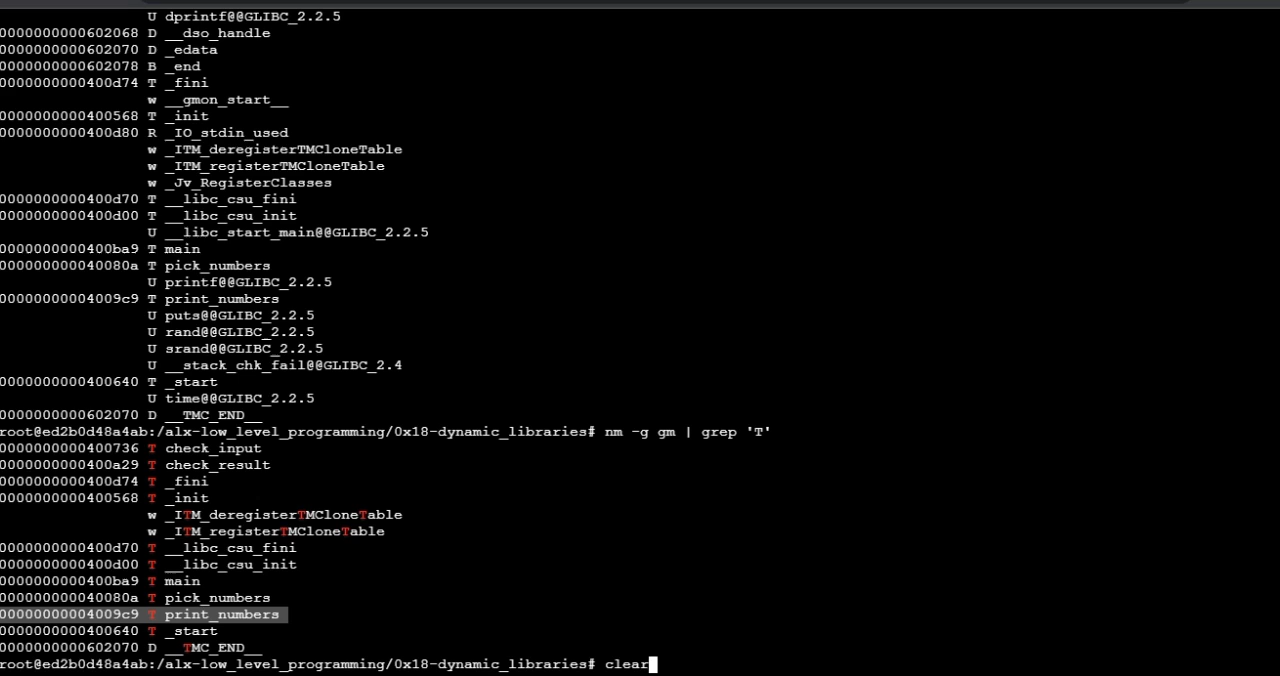 U dprintf@@GLIBC_2.2.5
0000000000602068 D __dso_handle
0000000000602070 D _edata
0000000000602078 B _end
0000000000400d74 T _fini
w __gmon_start__
0000000000400568 T _init
0000000000400d80 R _IO_stdin_used
w _ITM_deregisterTMCloneTable
w _ITM_registerTMCloneTable
w _Jv_RegisterClasses
0000000000400d70 T __libc_csu_fini
0000000000400d00 T __libc_csu_init
U __libc_start_main@@GLIBC_2.2.5
0000000000400ba9 T main
000000000040080a T pick_numbers
U printf@@GLIBC_2.2.5
00000000004009c9 T print_numbers
U puts@@GLIBC_2.2.5
U rand@@GLIBC_2.2.5
U srand@@GLIBC_2.2.5
U __stack_chk_fail@@GLIBC_2.4
0000000000400640 T _start
U time@@GLIBC_2.2.5
0000000000602070 D __TMC_END__
root@ed2b0d48a4ab:/alx-low_level_programming/0x18-dynamic_libraries# nm -g gm | grep 'T'
0000000000400736 T check_input
0000000000400a29 T check_result
0000000000400d74 T _fini
0000000000400568 T _init
w _ITM_deregisterTMCloneTable
w _ITM_registerTMCloneTable
0000000000400d70 T __libc_csu_fini
0000000000400d00 T __libc_csu_init
0000000000400ba9 T main
000000000040080a T pick_numbers
00000000004009c9 T print_numbers
0000000000400640 T _start
0000000000602070 D __TMC_END__
root@ed2b0d48a4ab:/alx-low_level_programming/0x18-dynamic_libraries# clear